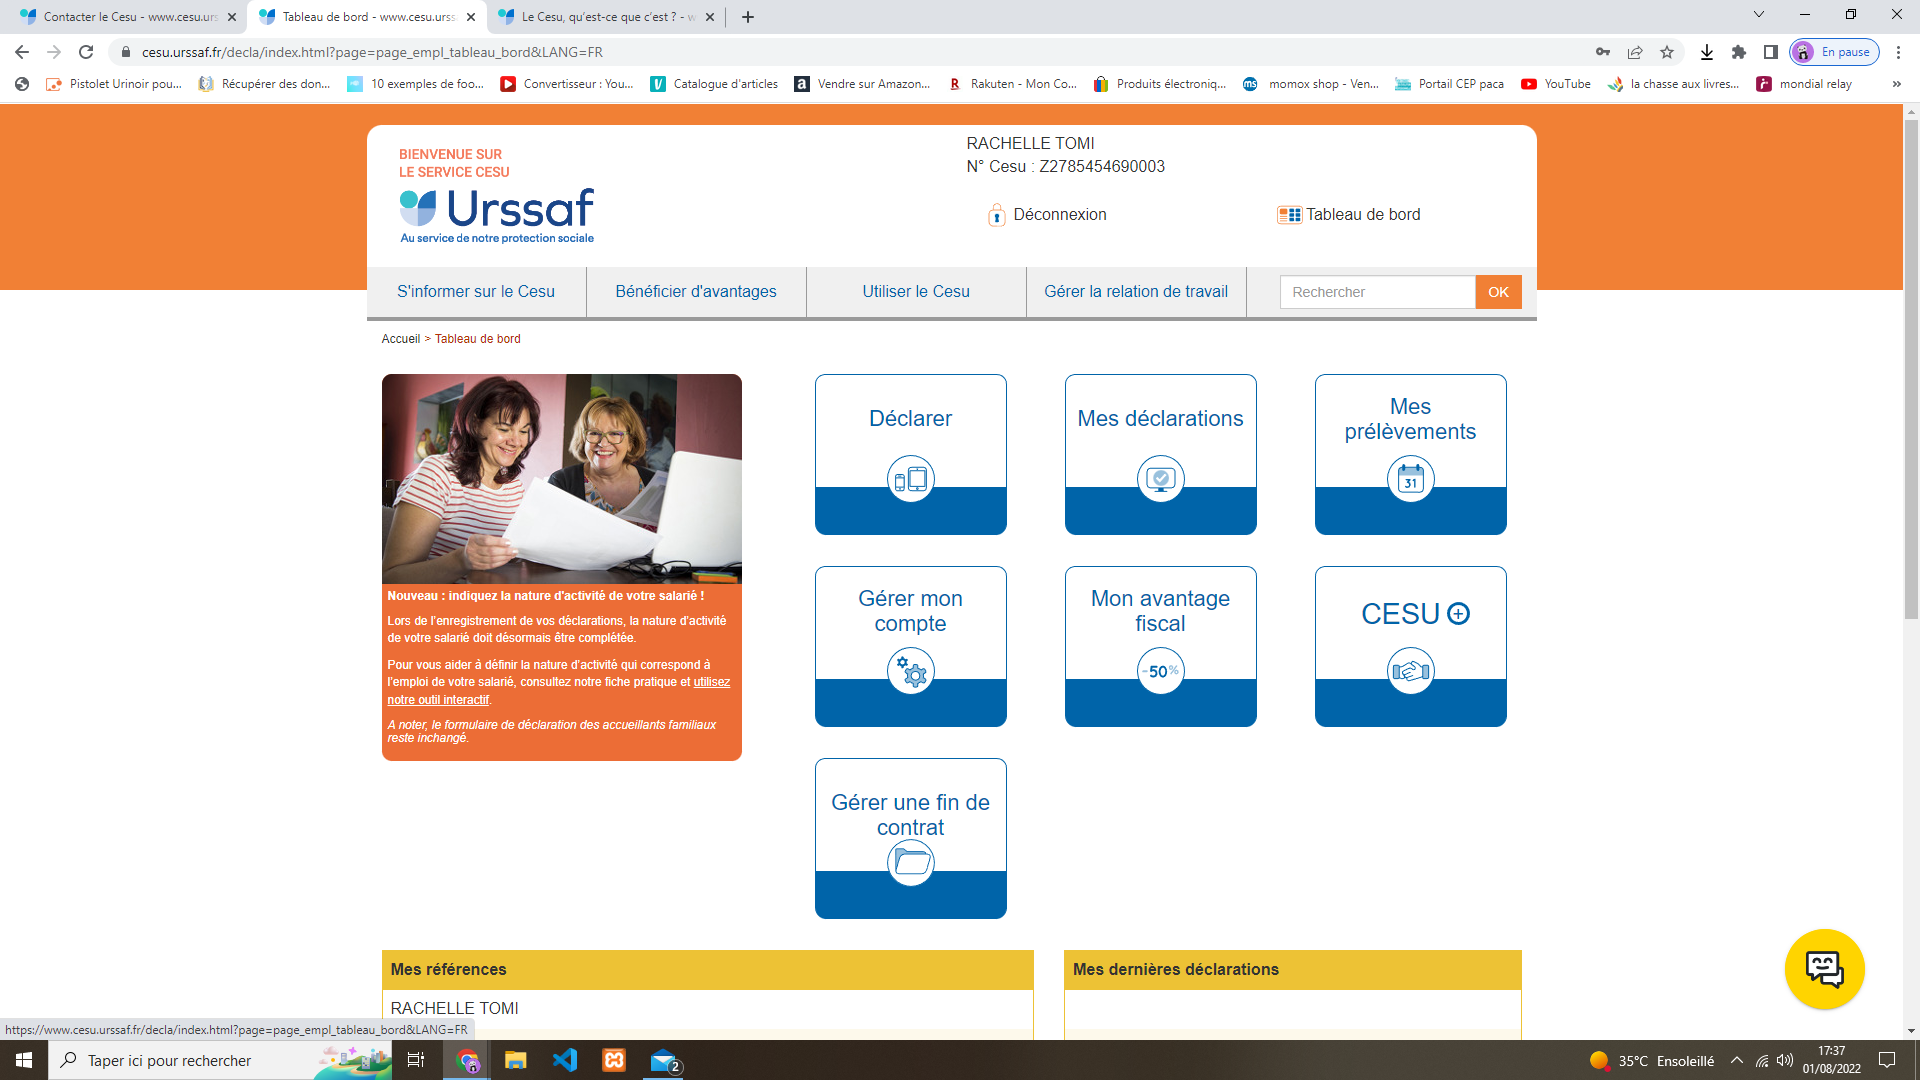 Contacter le Cesu - www.cesu.urs
Tableau de bord - www.cesu.urss
Le Cesu, qu'est-ce que c'est ? - w
cesu.urssaf.fr/decla/index.html?page=page_empl_tableau_bord&LANG=FR
En pause
Pistolet Urinoir pou...
Récupérer des don...
10 exemples de foo...
Convertisseur : You...
Catalogue d'articles
Vendre sur Amazon...
Rakuten - Mon Co...
Produits électroniq...
momox shop - Ven...
Portail CEP paca
YouTube
la chasse aux livres...
mondial relay
BIENVENUE SUR
LE SERVICE CESU
Urssaf
Au service de notre protection sociale
RACHELLE TOMI
N° Cesu : Z2785454690003
Déconnexion
Tableau de bord
S'informer sur le Cesu
Bénéficier d'avantages
Utiliser le Cesu
Gérer la relation de travail
Rechercher
OK
Accueil > Tableau de bord
Nouveau : indiquez la nature d'activité de votre salarié !
Lors de l'enregistrement de vos déclarations, la nature d'activité
de votre salarié doit désormais être complétée.
Pour vous aider à définir la nature d'activité qui correspond à
l'emploi de votre salarié, consultez notre fiche pratique et utilisez
notre outil interactif.
A noter, le formulaire de déclaration des accueillants familiaux
reste inchangé.
Déclarer
Mes déclarations
Mes
prélèvements
31
Gérer mon
compte
Mon avantage
fiscal
-50%
CESU +
Gérer une fin de
contrat
Mes références
RACHELLE TOMI
Mes dernières déclarations
https://www.cesu.urssaf.fr/decla/index.html?page=page_empl_tableau_bord&LANG=FR
Taper ici pour rechercher
2
35°C Ensoleillé
17:37
01/08/2022